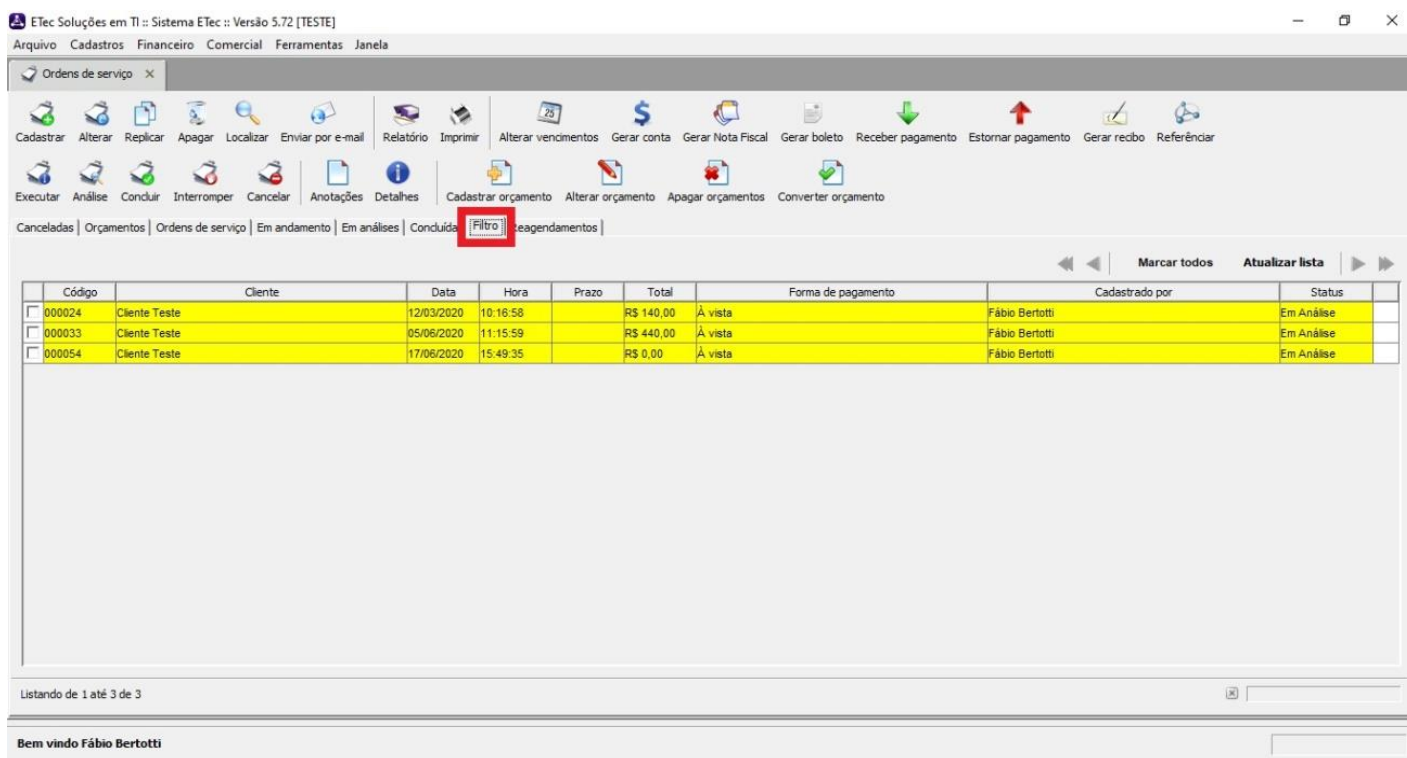 ETec Soluções em TI :: Sistema ETec :: Versão 5.72 [TESTE]
Arquivo Cadastros Financeiro Comercial Ferramentas Janela
Ordens de serviço
Cadastrar Alterar Replicar Apagar Localizar Enviar por e-mail Relatório Imprimir 25 Alterar vencimentos Gerar conta Gerar Nota Fiscal Gerar boleto Receber pagamento Estornar pagamento Gerar recibo Referênciar
Executar Análise Concluir Interromper Cancelar Anotações Detalhes Cadastrar orçamento Alterar orçamento Apagar orçamentos Converter orçamento
Canceladas Orçamentos Ordens de serviço Em andamento Em análises Concluída Filtro eagendamentos
Marcar todos Atualizar lista
Código Cliente Data Hora Prazo Total Forma de pagamento Cadastrado por Status
000024 Cliente Teste 12/03/2020 10:16:58 R$ 140,00 À vista Fábio Bertotti Em Análise
000033 Cliente Teste 05/06/2020 11:15:59 R$ 440,00 À vista Fábio Bertotti Em Análise
000054 Cliente Teste 17/06/2020 15:49:35 R$ 0,00 À vista Fábio Bertotti Em Análise
Listando de 1 até 3 de 3
Bem vindo Fábio Bertotti